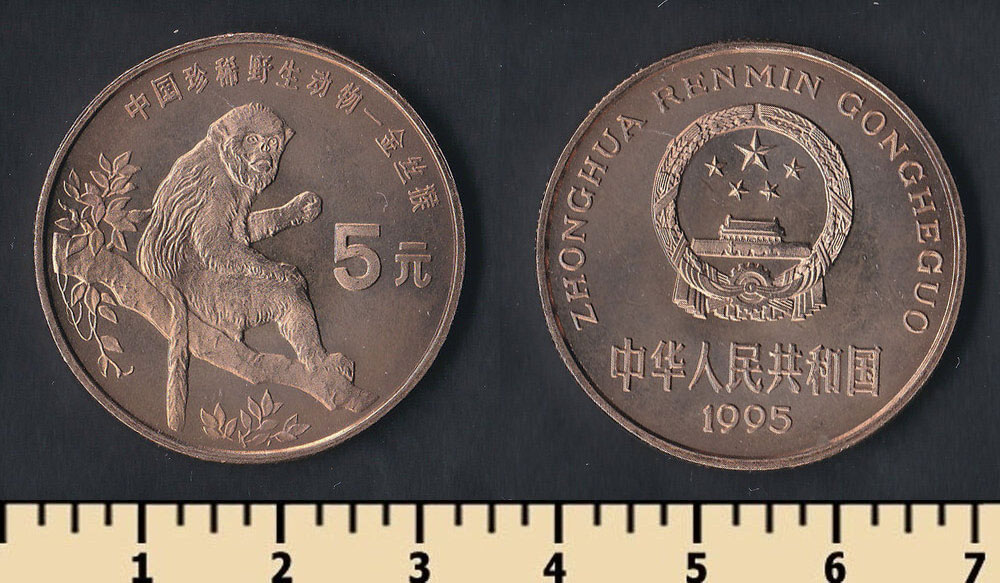 中国珍稀野生动物—金丝猴
5元
ZHONGHUA RENMIN GONGHEGUO
中华人民共和国
1995
1 2 3 4 5 6 7